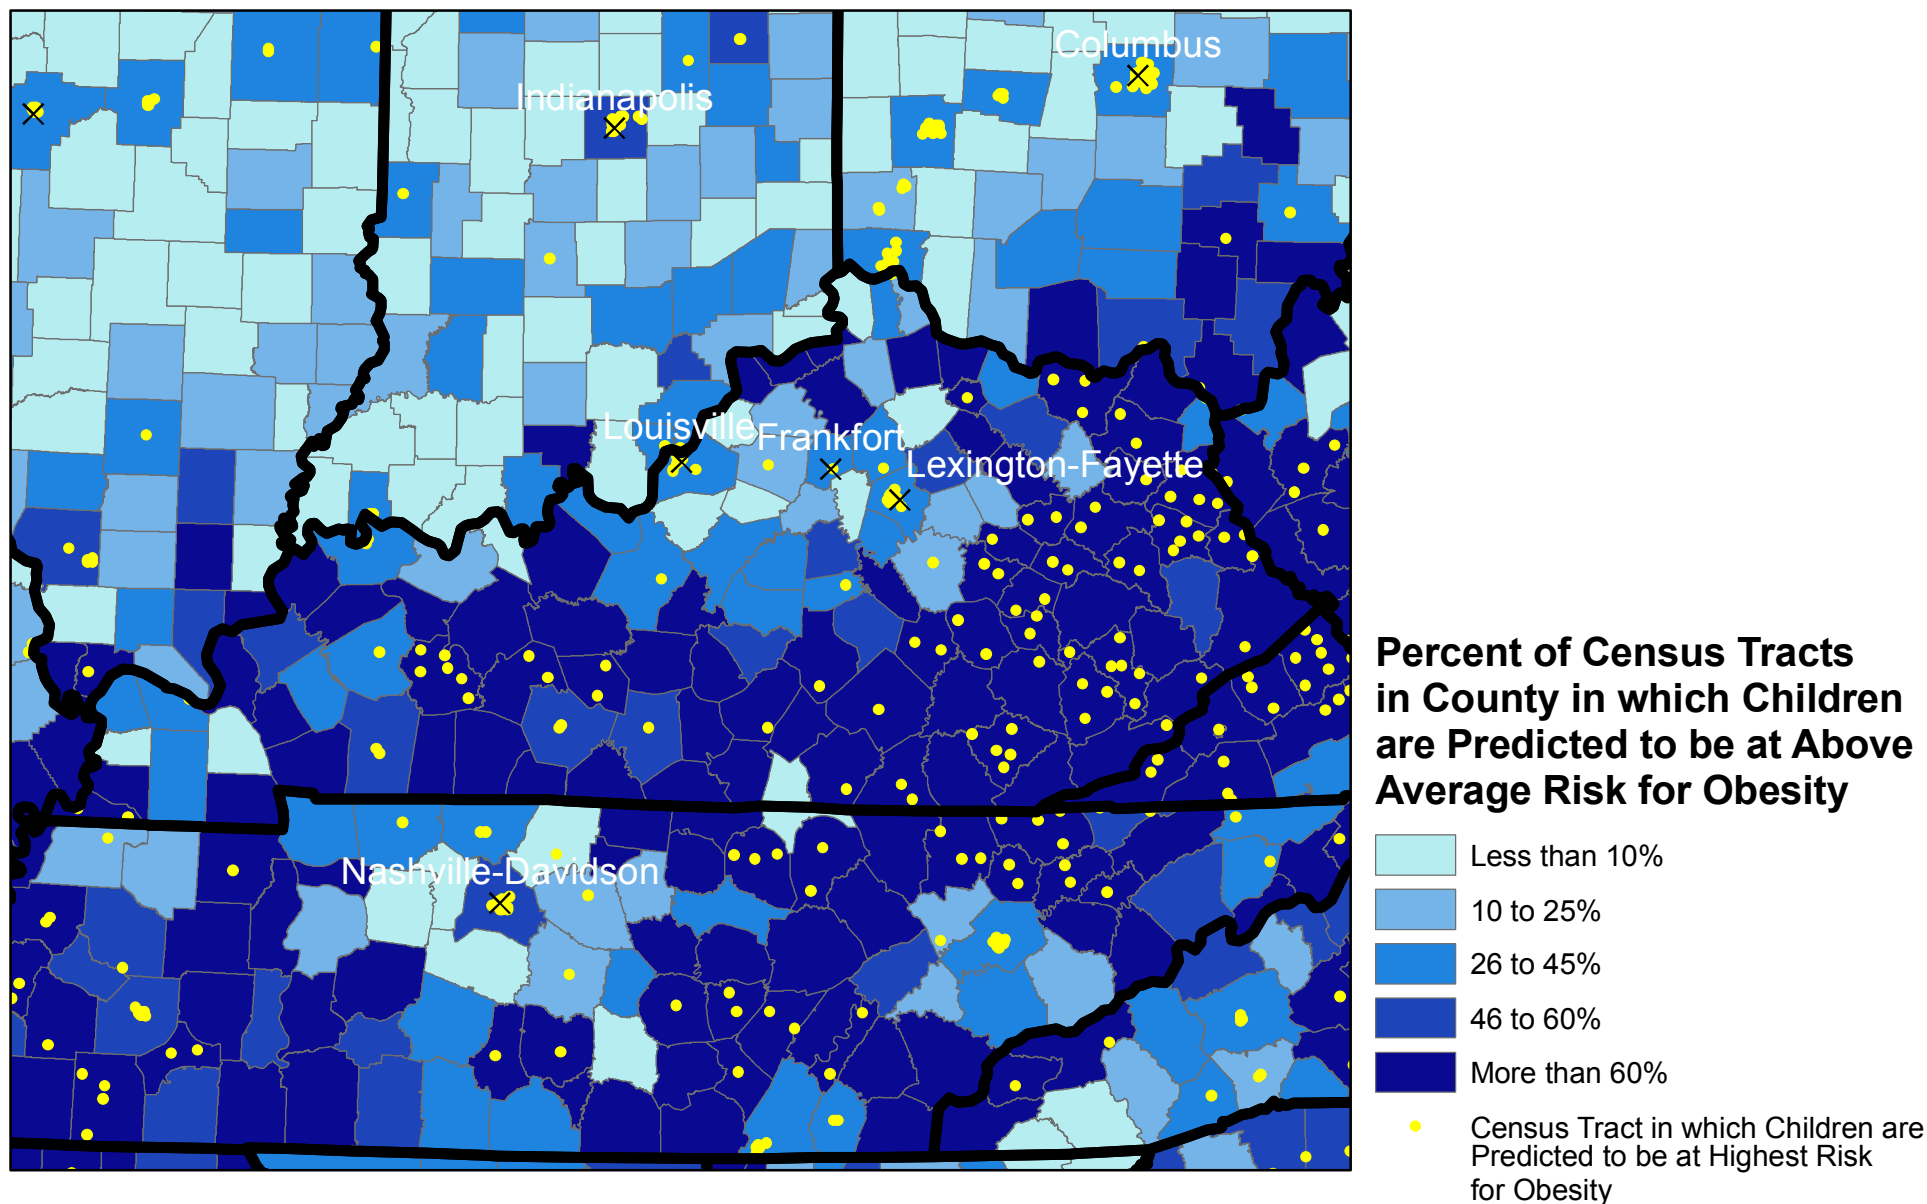 Columbus
Indianapolis
Louisville
Frankfort
Lexington-Fayette
Nashville-Davidson
Percent of Census Tracts
in County in which Children
are Predicted to be at Above
Average Risk for Obesity
Less than 10%
10 to 25%
26 to 45%
46 to 60%
More than 60%
Census Tract in which Children are
Predicted to be at Highest Risk
for Obesity